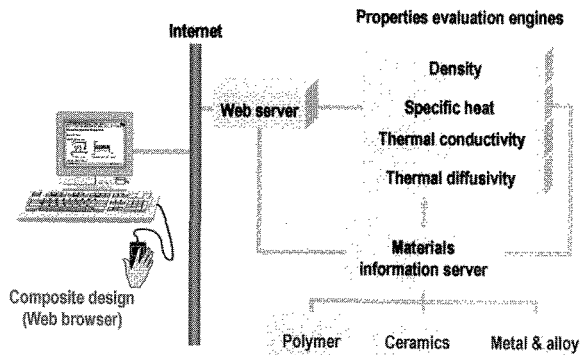 Properties evaluation engines
Internet
Density
Web server
Specific heat
Thermal conductivity
Thermal diffusivity
Materials
information server
Composite design
(Web browser)
Polymer
Ceramics
Metal & alloy